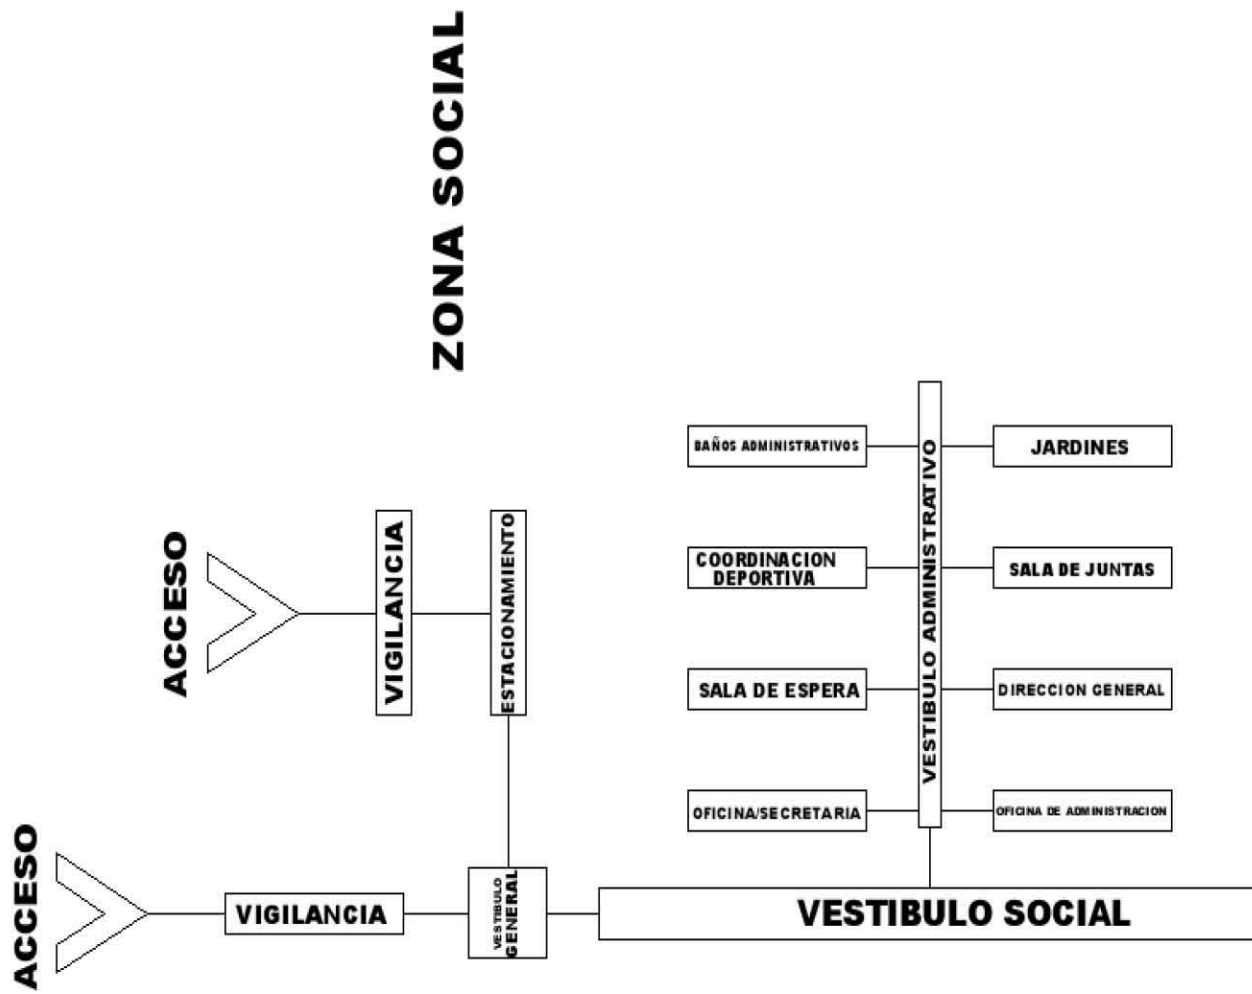 ZONA SOCIAL
BAÑOS ADMINISTRATIVOS
JARDINES
VESTIBULO ADMINISTRATIVO
ACCESO
VIGILANCIA
ESTACIONAMIENTO
COORDINACION
DEPORTIVA
SALA DE JUNTAS
SALA DE ESPERA
DIRECCION GENERAL
OFICINA/SECRETARIA
OFICINA DE ADMINISTRACION
ACCESO
VIGILANCIA
VESTIBULO
GENERAL
VESTIBULO SOCIAL